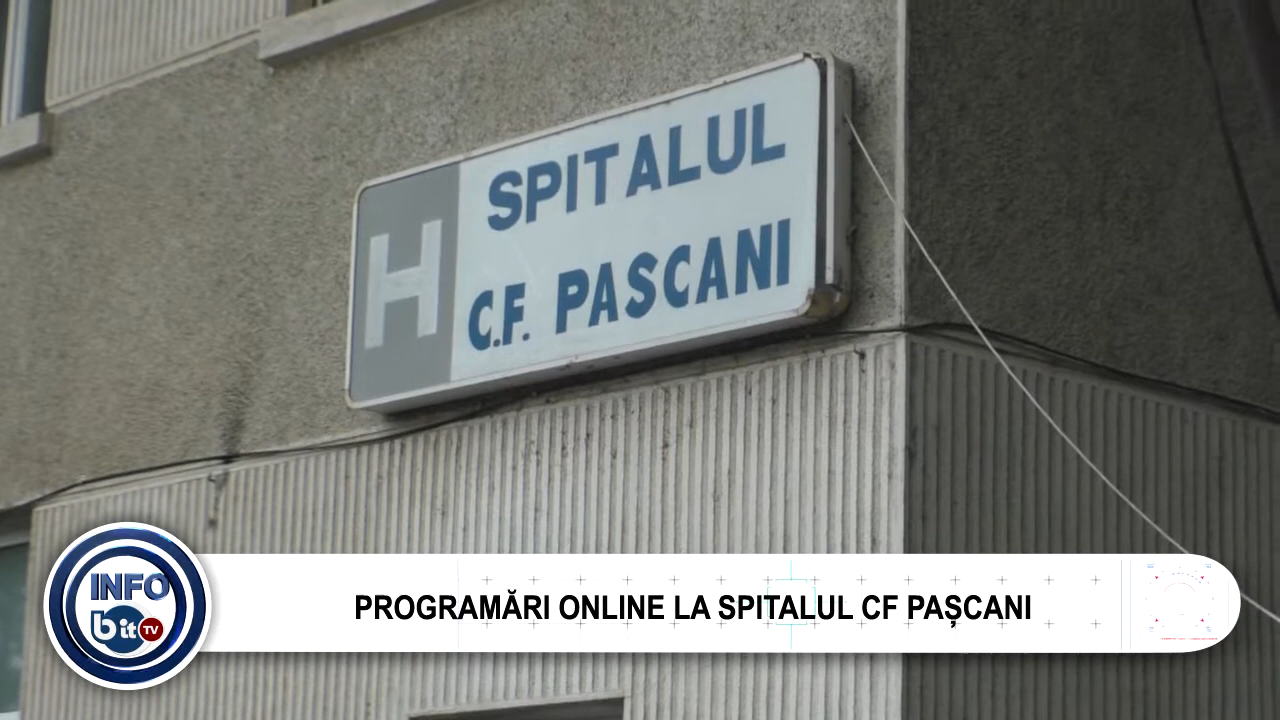 H
SPITALUL
C.F. PASCANI
INFO
bit TV
PROGRAMĂRI ONLINE LA SPITALUL CF PAȘCANI